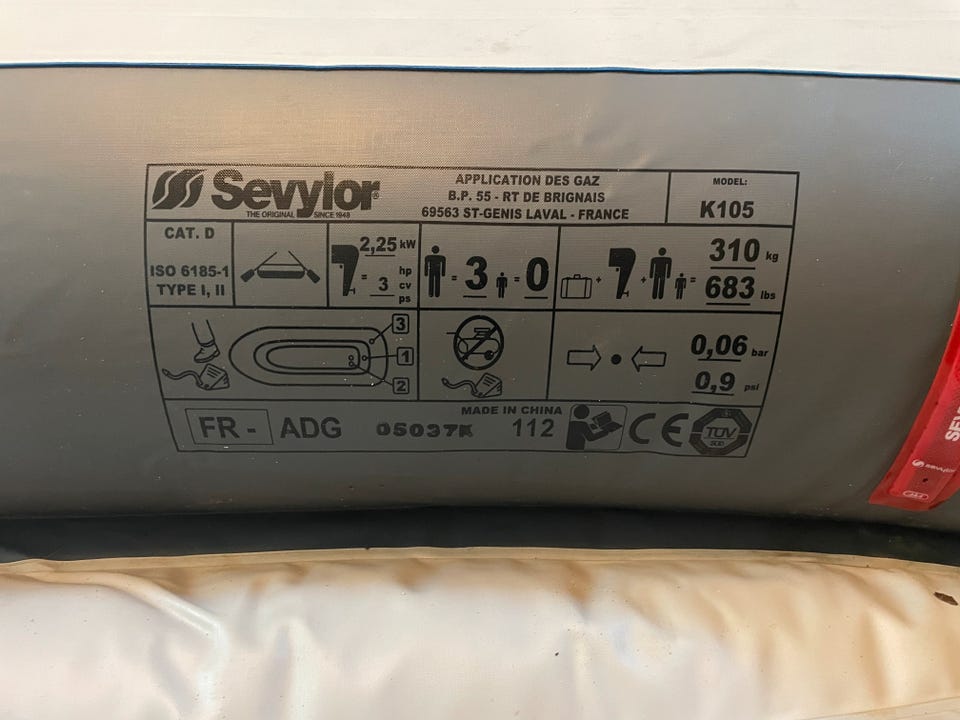 Sevylor®
THE ORIGINAL SINCE 1948
APPLICATION DES GAZ
B.P. 55 - RT DE BRIGNAIS
69563 ST-GENIS LAVAL - FRANCE
MODEL:
K105
CAT. D
ISO 6185-1
TYPE I, II
2,25 kW
= 3 hp
cv
ps
= 3 = 0
+ + = 310 kg
683 lbs
3
1
2
0,06 bar
0,9 psi
FR - ADG 05037K
MADE IN CHINA
112
CE
TÜV
SÜD
SEVYLOR